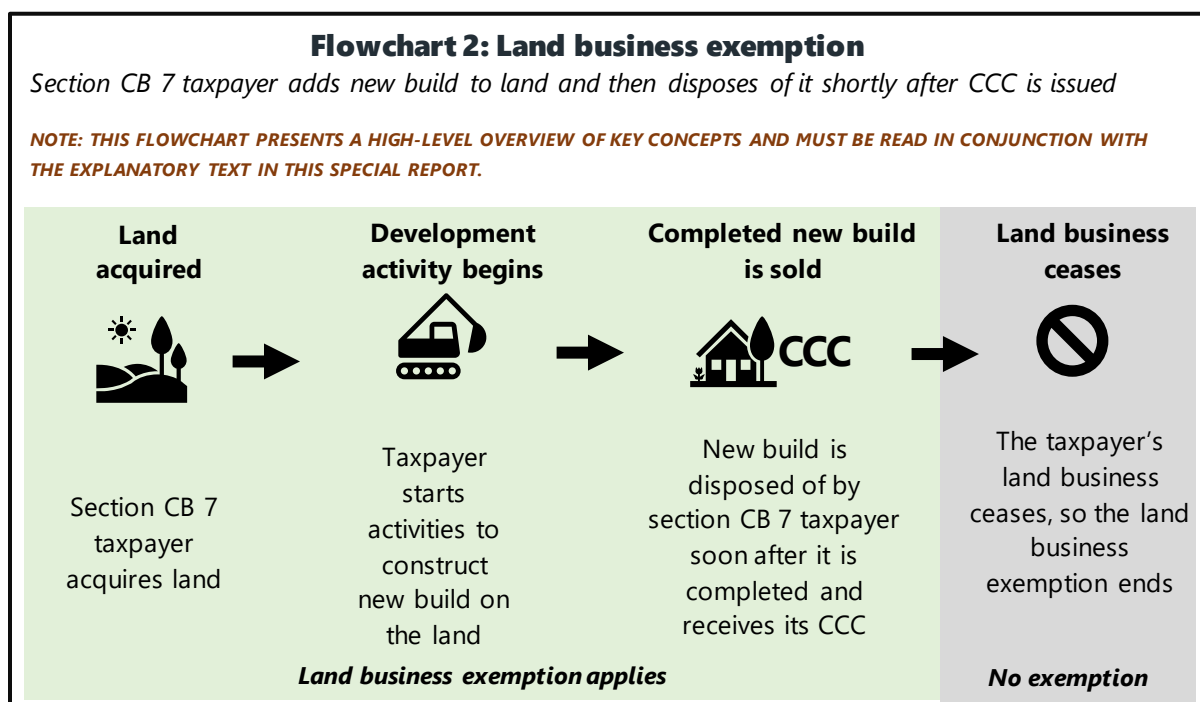 Flowchart 2: Land business exemption
Section CB 7 taxpayer adds new build to land and then disposes of it shortly after CCC is issued
NOTE: THIS FLOWCHART PRESENTS A HIGH-LEVEL OVERVIEW OF KEY CONCEPTS AND MUST BE READ IN CONJUNCTION WITH
THE EXPLANATORY TEXT IN THIS SPECIAL REPORT.
Land
acquired
Section CB 7
taxpayer
acquires land
Development
activity begins
Taxpayer
starts
activities to
construct
new build on
the land
Completed new build
is sold
CCC
New build is
disposed of by
section CB 7 taxpayer
soon after it is
completed and
receives its CCC
Land business
ceases
The taxpayer's
land business
ceases, so the land
business
exemption ends
Land business exemption applies
No exemption